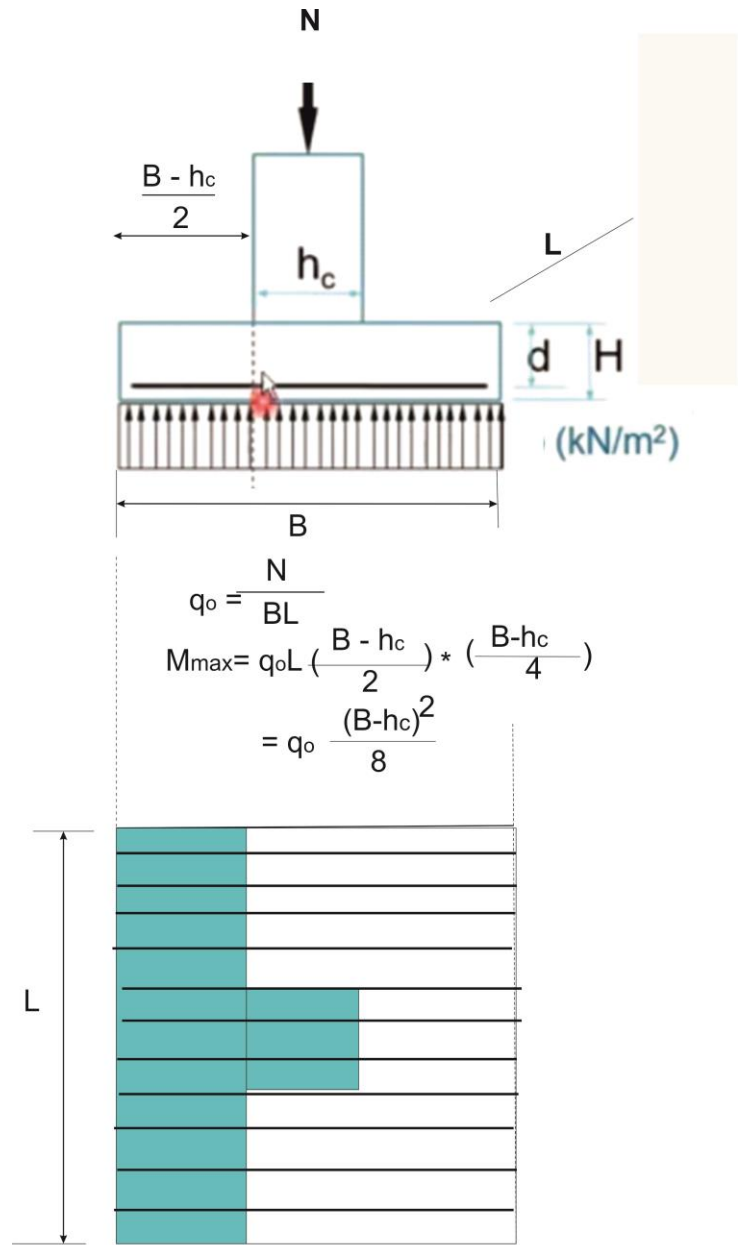 N
B - hc
2
L
hc
d H
(kN/m²)
B
qo = N
BL
Mmax= qoL ( B - hc ) * ( B-hc )
2 4
= qo (B-hc)2
8
L